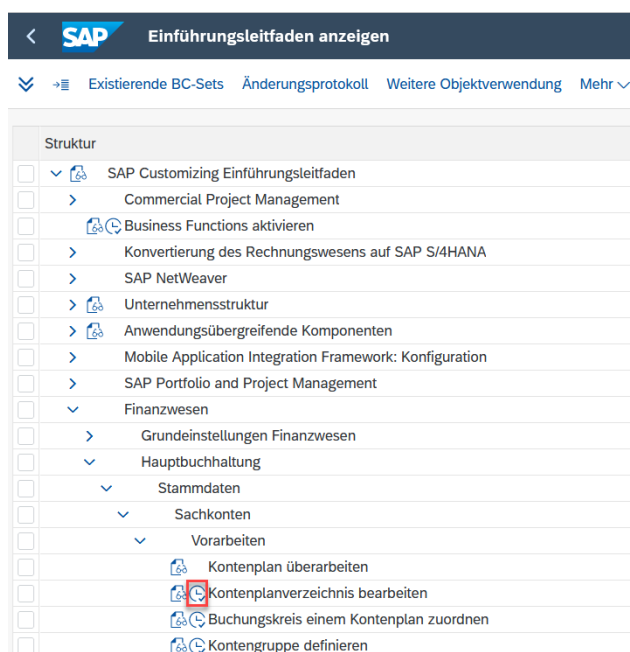 SAP Einführungsleitfaden anzeigen
Existierende BC-Sets Änderungsprotokoll Weitere Objektverwendung Mehr
Struktur
SAP Customizing Einführungsleitfaden
Commercial Project Management
Business Functions aktivieren
Konvertierung des Rechnungswesens auf SAP S/4HANA
SAP NetWeaver
Unternehmensstruktur
Anwendungsübergreifende Komponenten
Mobile Application Integration Framework: Konfiguration
SAP Portfolio and Project Management
Finanzwesen
Grundeinstellungen Finanzwesen
Hauptbuchhaltung
Stammdaten
Sachkonten
Vorarbeiten
Kontenplan überarbeiten
Kontenplanverzeichnis bearbeiten
Buchungskreis einem Kontenplan zuordnen
Kontengruppe definieren